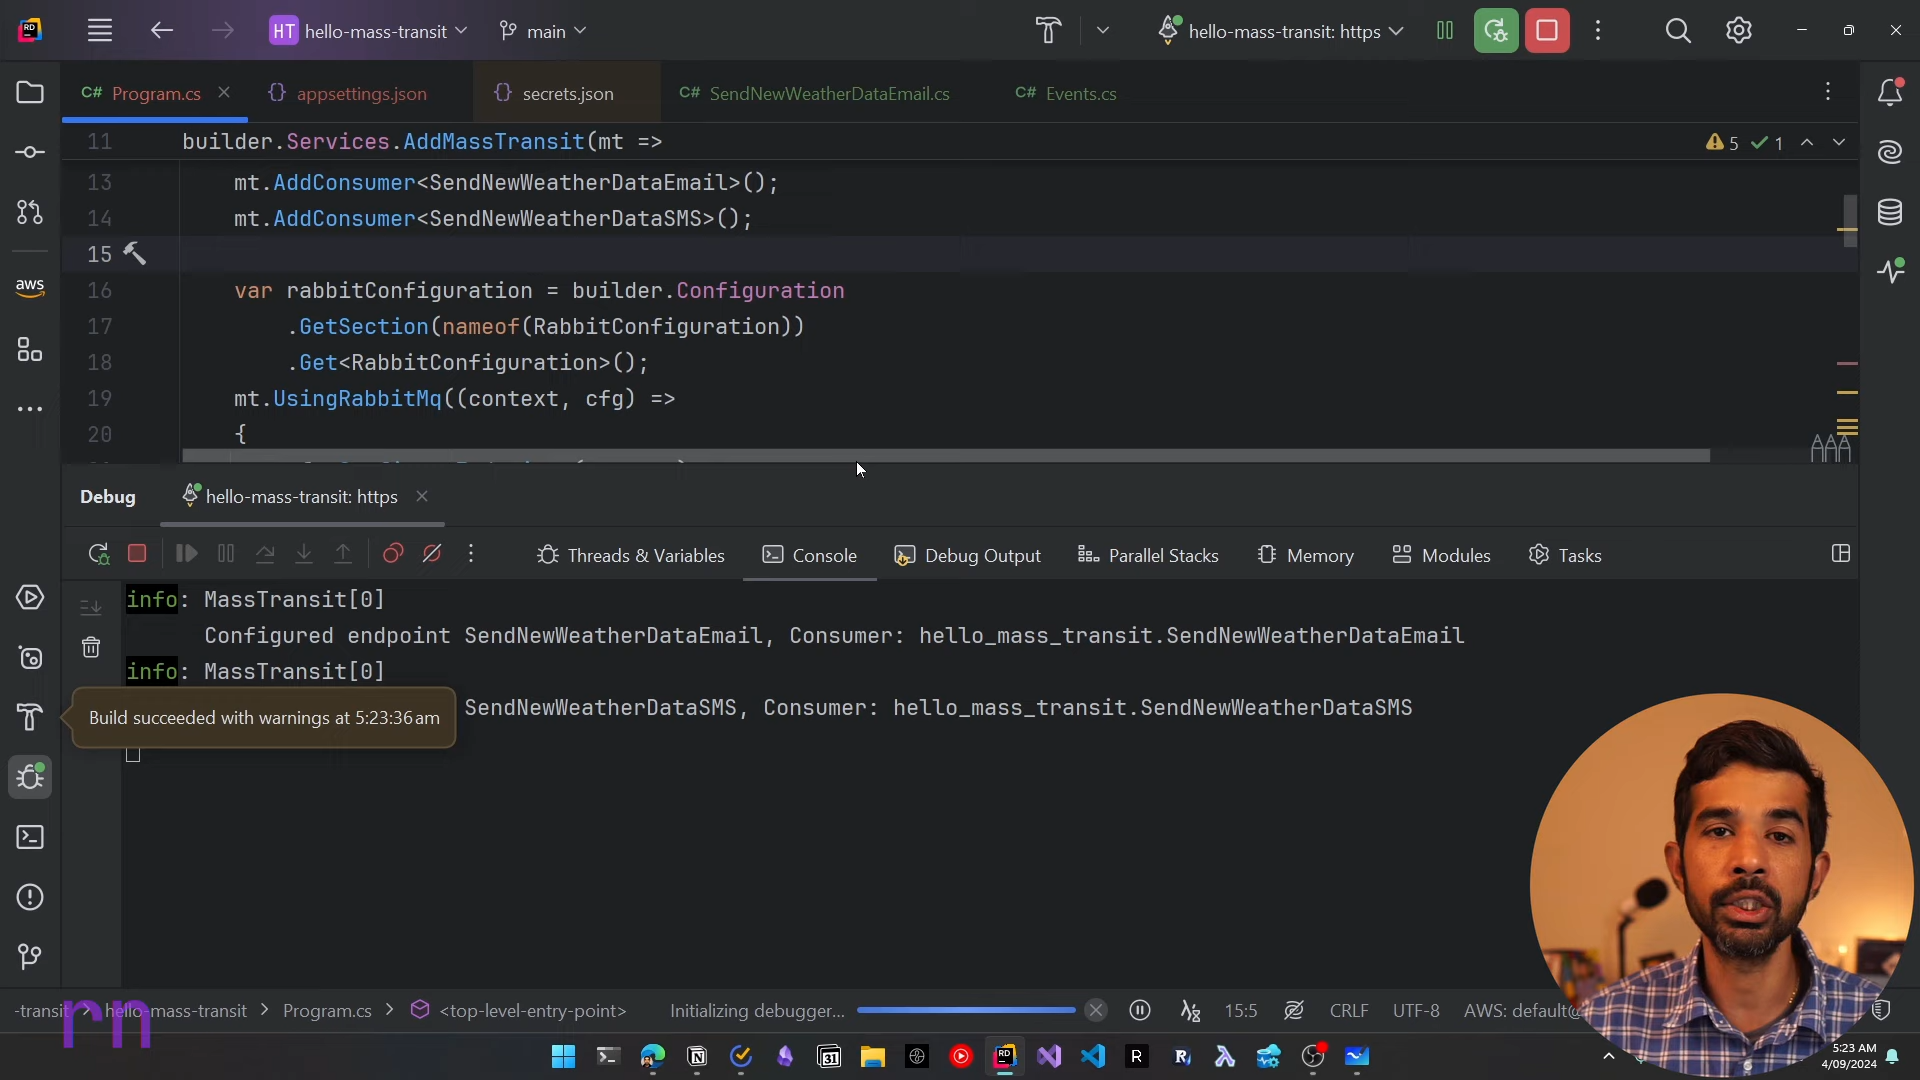 HT hello-mass-transit main hello-mass-transit: https
C# Program.cs {} appsettings.json {} secrets.json C# SendNewWeatherDataEmail.cs C# Events.cs
11 builder.Services.AddMassTransit(mt => 5 1
13 mt.AddConsumer<SendNewWeatherDataEmail>();
14 mt.AddConsumer<SendNewWeatherDataSMS>();
15
16 var rabbitConfiguration = builder.Configuration
17 .GetSection(nameof(RabbitConfiguration))
18 .Get<RabbitConfiguration>();
19 mt.UsingRabbitMq((context, cfg) =>
20 {
aws
Debug hello-mass-transit: https
Threads & Variables Console Debug Output Parallel Stacks Memory Modules Tasks
info: MassTransit[0]
Configured endpoint SendNewWeatherDataEmail, Consumer: hello_mass_transit.SendNewWeatherDataEmail
info: MassTransit[0]
SendNewWeatherDataSMS, Consumer: hello_mass_transit.SendNewWeatherDataSMS
Build succeeded with warnings at 5:23:36 am
-transit > hello-mass-transit > Program.cs > <top-level-entry-point> Initializing debugger... 15:5 CRLF UTF-8 AWS: default@
rn
5:23 AM
4/09/2024